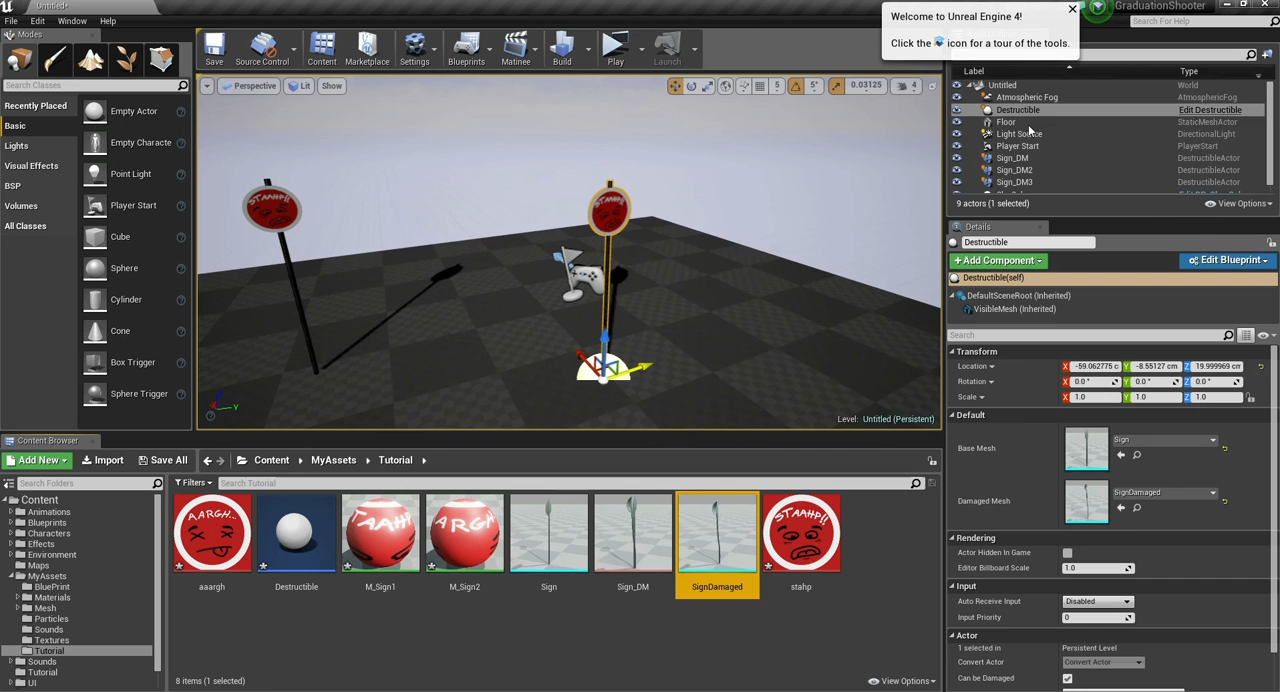 Untitled*
GraduationShooter
File Edit Window Help
Search For Help
Welcome to Unreal Engine 4!
Click the icon for a tour of the tools.
Modes
Search Classes
Recently Placed
Basic
Lights
Visual Effects
BSP
Volumes
All Classes
Empty Actor
Empty Characte
Point Light
Player Start
Cube
Sphere
Cylinder
Cone
Box Trigger
Sphere Trigger
Save
Source Control
Content
Marketplace
Settings
Blueprints
Matinee
Build
Play
Launch
Perspective
Lit
Show
5
5°
0.03125
4
STAAHP!!
STAAHP!!
Level: Untitled (Persistent)
Label Type
Untitled World
Atmospheric Fog AtmosphericFog
Destructible Edit Destructible
Floor StaticMeshActor
Light Source DirectionalLight
Player Start PlayerStart
Sign_DM DestructibleActor
Sign_DM2 DestructibleActor
Sign_DM3 DestructibleActor
9 actors (1 selected)
View Options
Details
Destructible
+Add Component
Edit Blueprint
Destructible(self)
DefaultSceneRoot (Inherited)
VisibleMesh (Inherited)
Search
Transform
Location X -59.062775 c Y -8.55127 cm Z 19.999969 cm
Rotation X 0.0 ° Y 0.0 ° Z 0.0 °
Scale X 1.0 Y 1.0 Z 1.0
Default
Base Mesh
Sign
Damaged Mesh
SignDamaged
Rendering
Actor Hidden In Game
Editor Billboard Scale 1.0
Input
Auto Receive Input Disabled
Input Priority 0
Actor
1 selected in Persistent Level
Convert Actor Convert Actor
Can be Damaged
Content Browser
Add New
Import
Save All
Content
MyAssets
Tutorial
Search Folders
Filters
Search Tutorial
Content
Animations
Blueprints
Characters
Effects
Environment
Maps
MyAssets
BluePrint
Materials
Mesh
Particles
Sounds
Textures
Tutorial
Sounds
Tutorial
UI
AARGH...
TAAHP
ARGH
STAAHP!!
aaargh
Destructible
M_Sign1
M_Sign2
Sign
Sign_DM
SignDamaged
stahp
8 items (1 selected)
View Options